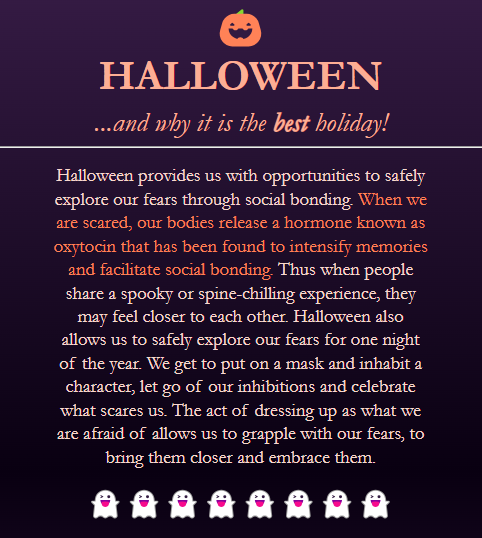 HALLOWEEN
...and why it is the best holiday!
Halloween provides us with opportunities to safely
explore our fears through social bonding. When we
are scared, our bodies release a hormone known as
oxytocin that has been found to intensify memories
and facilitate social bonding. Thus when people
share a spooky or spine-chilling experience, they
may feel closer to each other. Halloween also
allows us to safely explore our fears for one night
of the year. We get to put on a mask and inhabit a
character, let go of our inhibitions and celebrate
what scares us. The act of dressing up as what we
are afraid of allows us to grapple with our fears, to
bring them closer and embrace them.